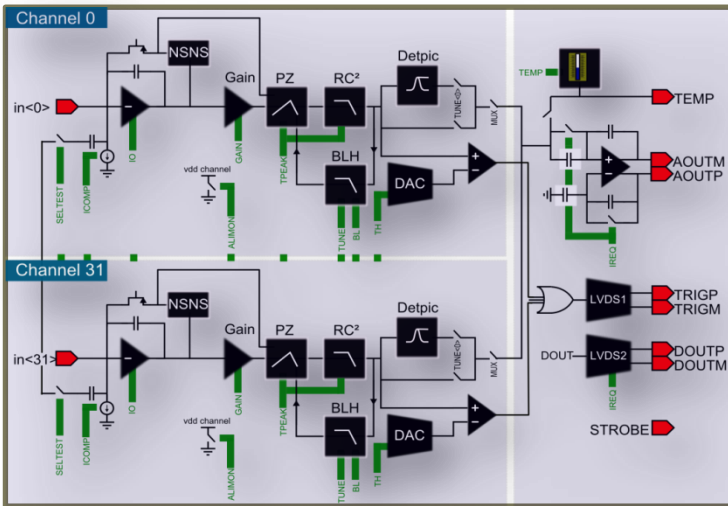 Channel 0
NSNS
Gain
PZ
RC²
Detpic
TUNE<0>
MUX
TEMP
TEMP
in<0>
IO
GAIN
TPEAK
BLH
DAC
AOUTM
AOUTP
SELTEST
ICOMP
vdd channel
ALIMON
TUNE
BL
TH
IREQ
Channel 31
NSNS
Gain
PZ
RC²
Detpic
TUNE<0>
MUX
LVDS1
TRIGP
TRIGM
in<31>
DOUT
LVDS2
DOUTP
DOUTM
IO
GAIN
TPEAK
BLH
DAC
IREQ
SELTEST
ICOMP
vdd channel
ALIMON
TUNE
BL
TH
STROBE